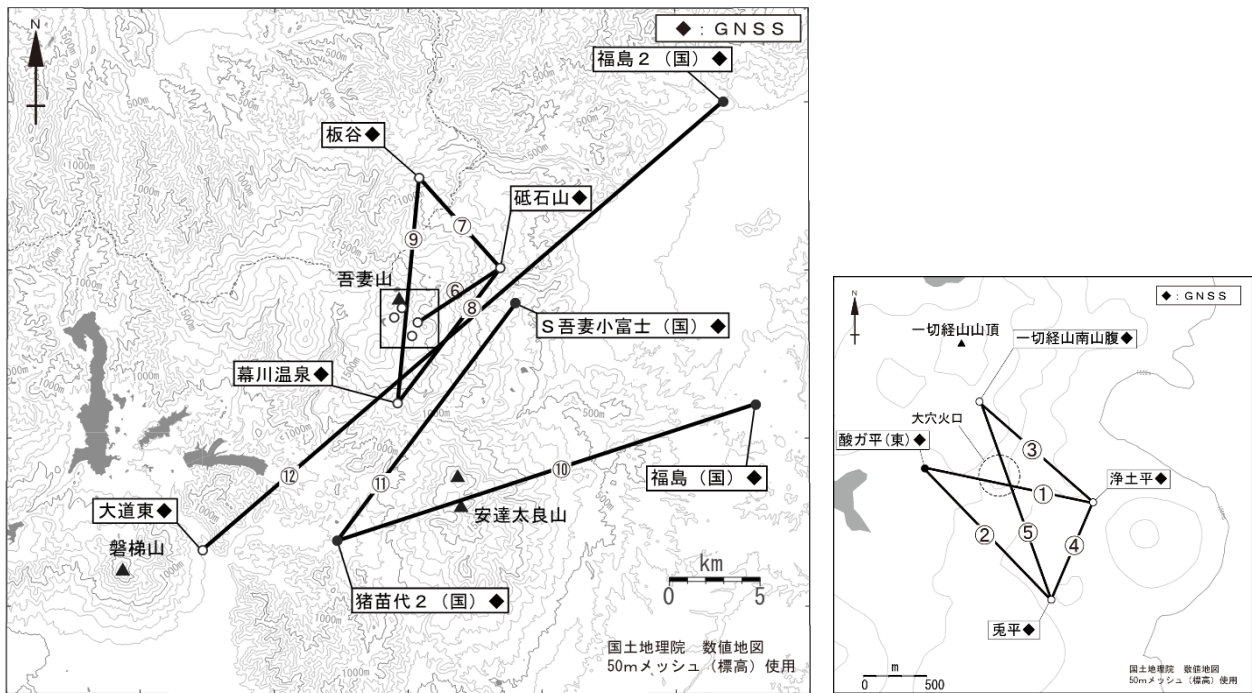 N
◆:GNSS
福島2(国)◆
板谷◆
砥石山◆
⑦
⑨
吾妻山
⑥
⑧
S吾妻小富士(国)◆
幕川温泉◆
500m
1000m
1500m
⑩
⑪
⑫
福島(国)◆
大道東◆
安達太良山
磐梯山
猪苗代2(国)◆
km
0 5
国土地理院 数値地図
50mメッシュ(標高)使用
N
◆:GNSS
一切経山山頂
一切経山南山腹◆
大穴火口
酸ガ平(東)◆
③
①
浄土平◆
②
⑤
④
兎平◆
m
0 500
国土地理院 数値地図
50mメッシュ(標高)使用